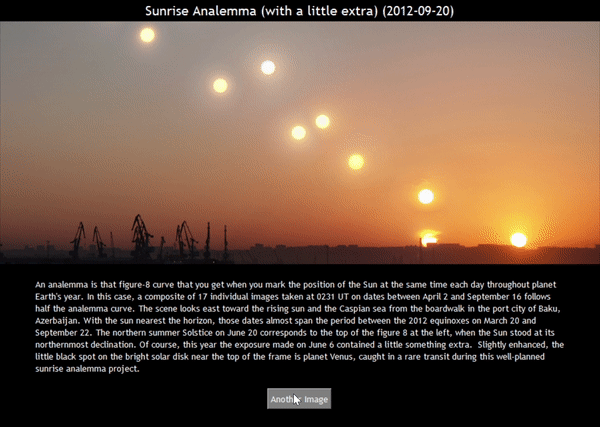 Sunrise Analemma (with a little extra) (2012-09-20)
An analemma is that figure-8 curve that you get when you mark the position of the Sun at the same time each day throughout planet
Earth's year. In this case, a composite of 17 individual images taken at 0231 UT on dates between April 2 and September 16 follows
half the analemma curve. The scene looks east toward the rising sun and the Caspian sea from the boardwalk in the port city of Baku,
Azerbaijan. With the sun nearest the horizon, those dates almost span the period between the 2012 equinoxes on March 20 and
September 22. The northern summer Solstice on June 20 corresponds to the top of the figure 8 at the left, when the Sun stood at its
northernmost declination. Of course, this year the exposure made on June 6 contained a little something extra. Slightly enhanced, the
little black spot on the bright solar disk near the top of the frame is planet Venus, caught in a rare transit during this well-planned
sunrise analemma project.
Another Image